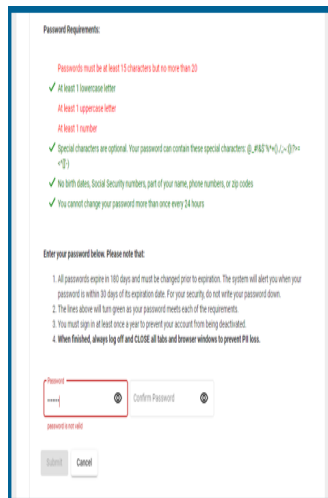 Password Requirements:
Passwords must be at least 15 characters but no more than 20
At least 1 lowercase letter
At least 1 uppercase letter
At least 1 number
Special characters are optional. Your password can contain these special characters:
No birth dates, Social Security numbers, part of your name, phone numbers, or zip codes
You cannot change your password more than once every 24 hours
Enter your password below. Please note that:
1. All passwords expire in 180 days and must be changed prior to expiration. The system will alert you when your
password is within 30 days of its expiration date. For your security, do not write your password down.
2. The lines above will turn green as your password meets each of the requirements.
3. You must sign in at least once a year to prevent your account from being deactivated.
4. When finished, always log off and CLOSE all tabs and browser windows to prevent PII loss.
Password
Confirm Password
password is not valid
Submit Cancel